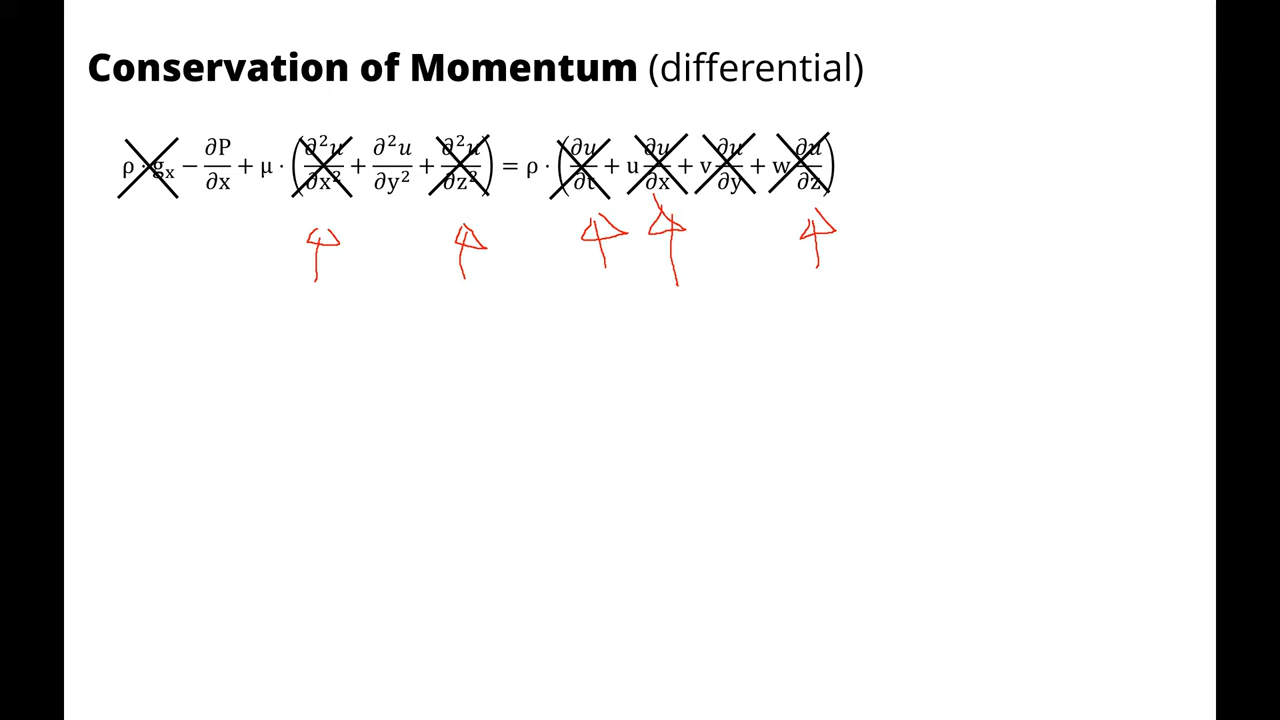 Conservation of Momentum (differential)
ρ · gₓ − ∂P/∂x + μ · (∂²u/∂x² + ∂²u/∂y² + ∂²u/∂z²) = ρ · (∂u/∂t + u ∂u/∂x + v ∂u/∂y + w ∂u/∂z)